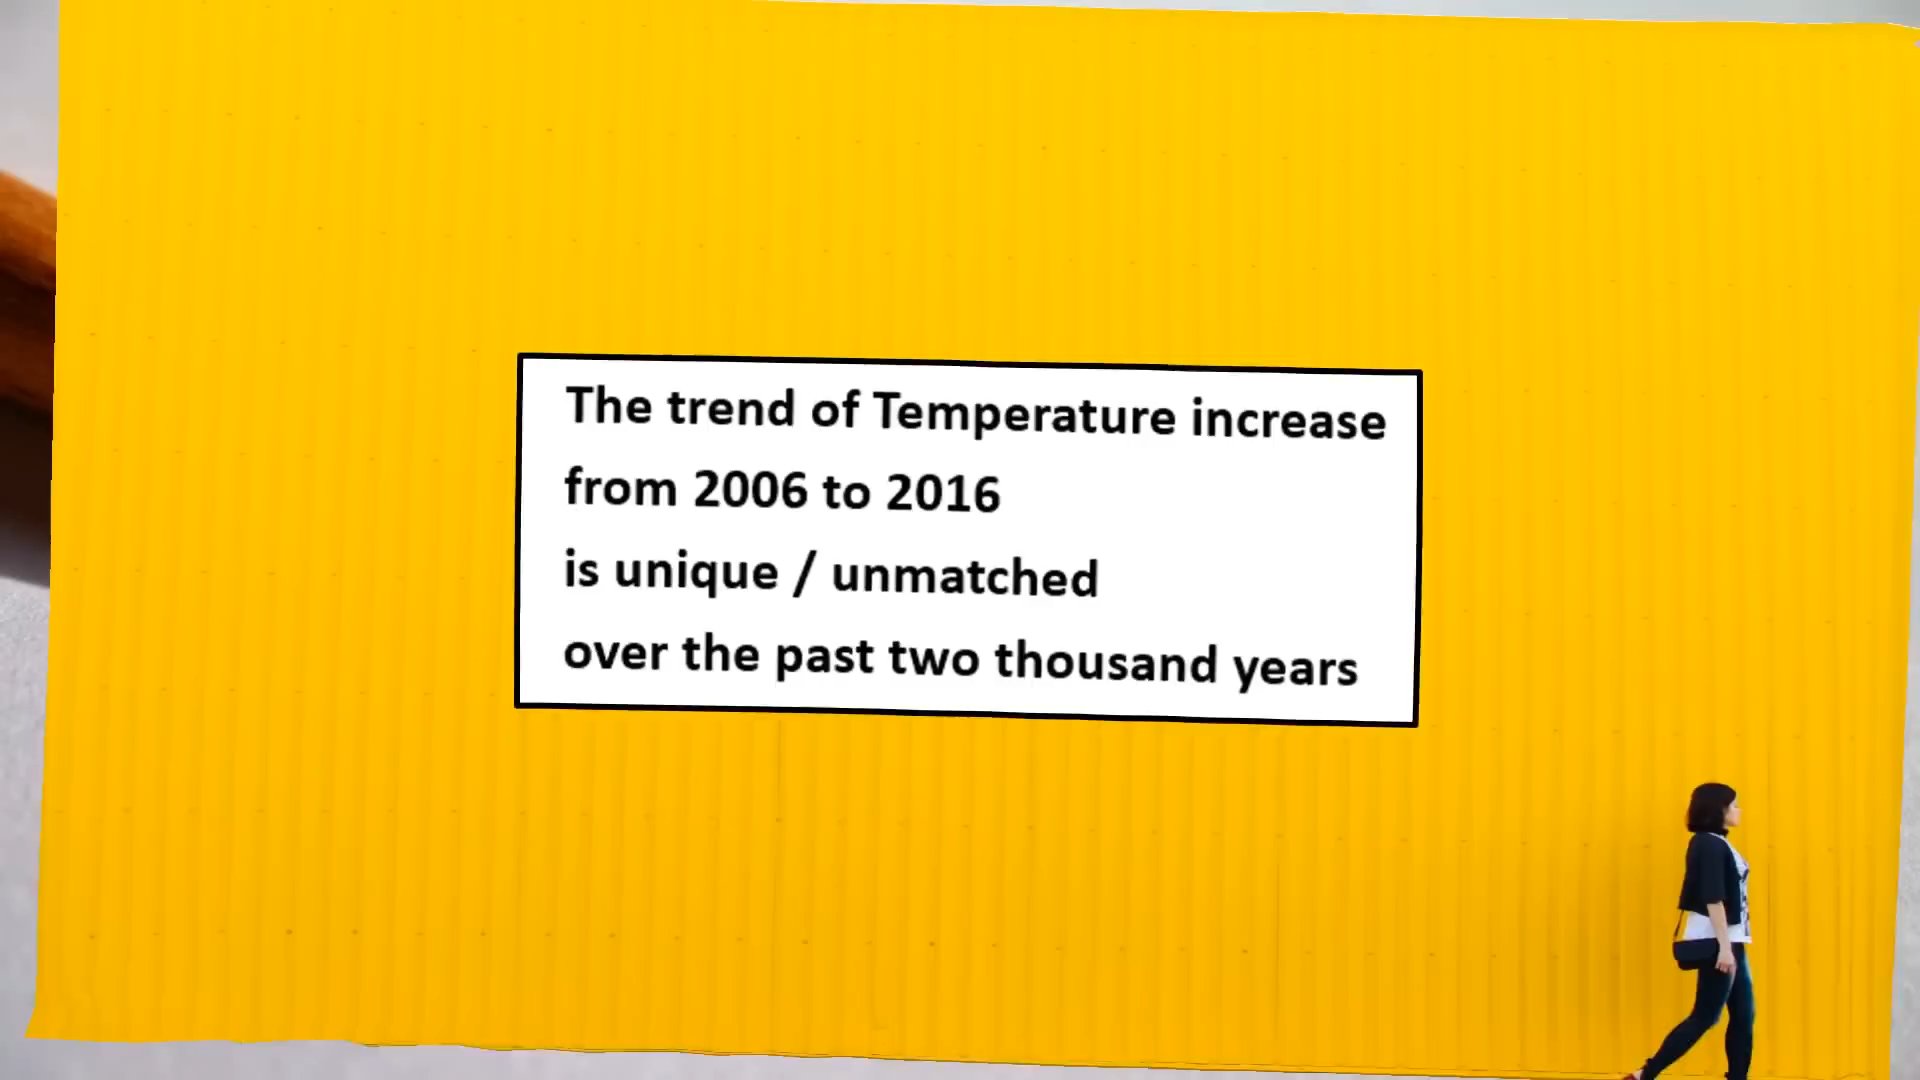 The trend of Temperature increase
from 2006 to 2016
is unique / unmatched
over the past two thousand years